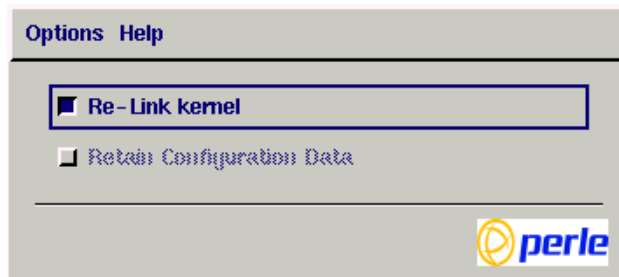 Options Help
Re-Link kernel
Retain Configuration Data
perle